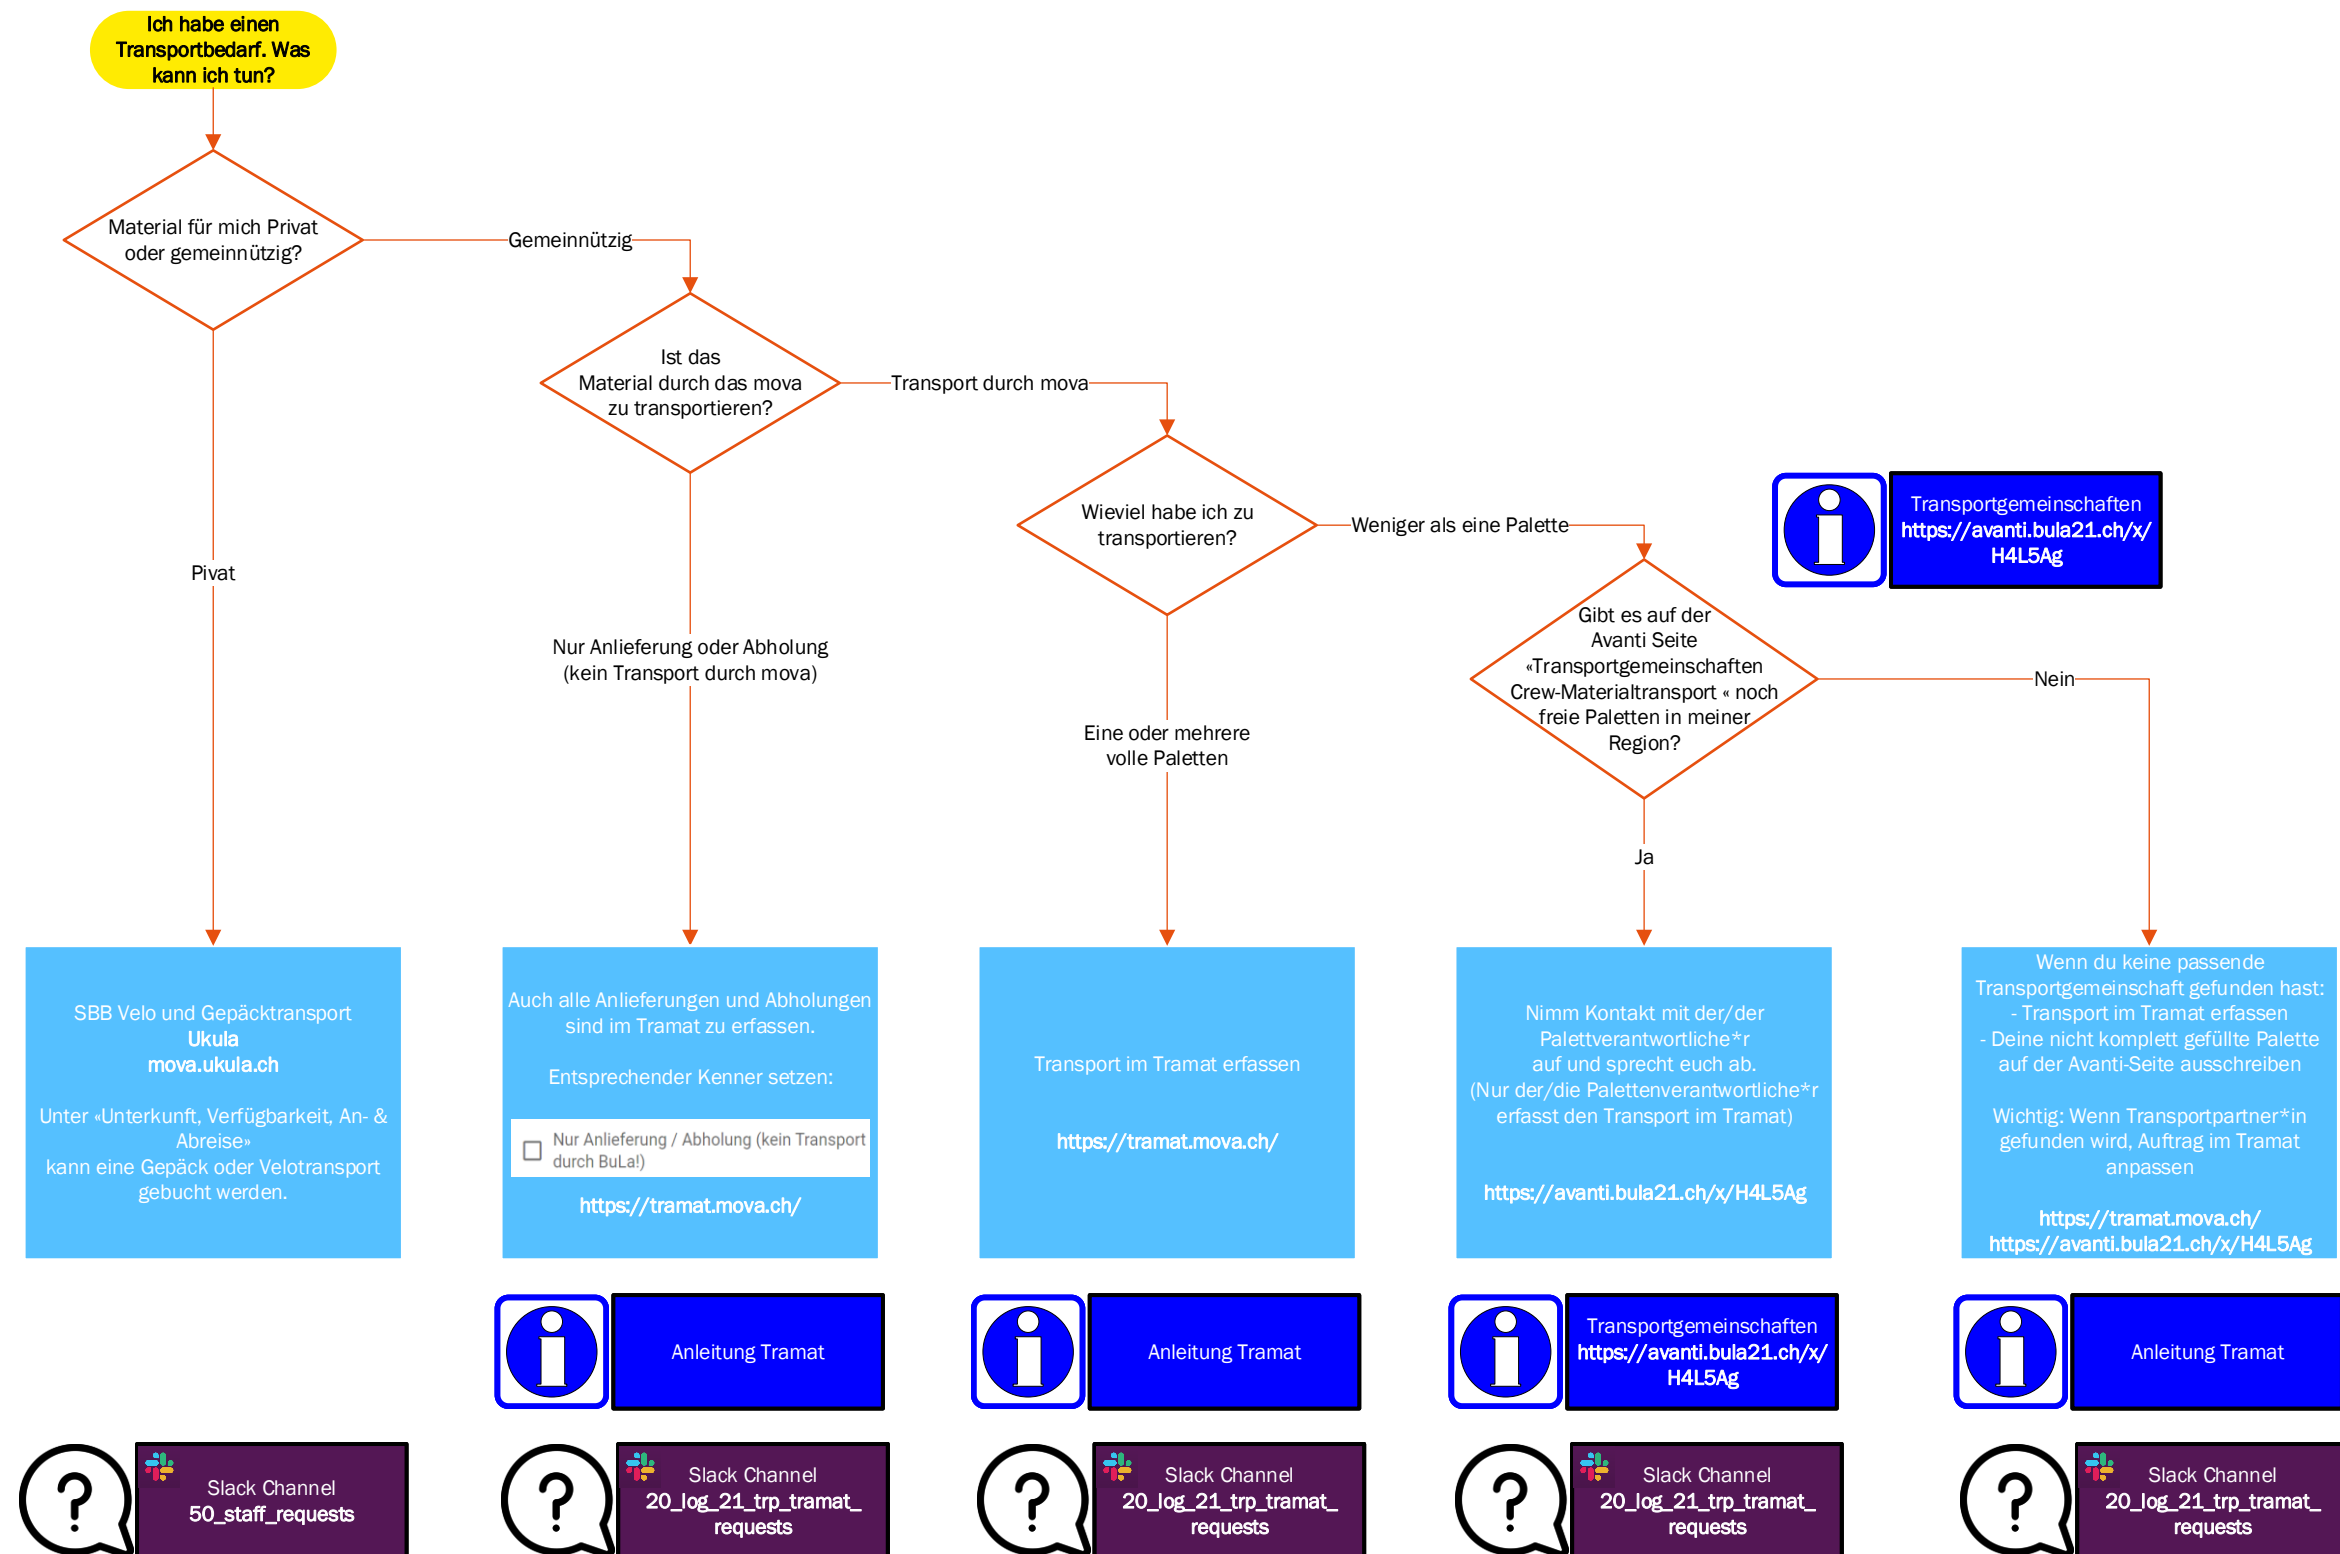 Ich habe einen
Transportbedarf. Was
kann ich tun?
Material für mich Privat
oder gemeinnützig?
Gemeinnützig
Ist das
Material durch das mova
zu transportieren?
Transport durch mova
Wieviel habe ich zu
transportieren?
Weniger als eine Palette
Transportgemeinschaften
https://avanti.bula21.ch/x/
H4L5Ag
Gibt es auf der
Avanti Seite
«Transportgemeinschaften
Crew-Materialtransport « noch
freie Paletten in meiner
Region?
Nein
Pivat
Nur Anlieferung oder Abholung
(kein Transport durch mova)
Eine oder mehrere
volle Paletten
Ja
SBB Velo und Gepäcktransport
Ukula
mova.ukula.ch
Unter «Unterkunft, Verfügbarkeit, An- &
Abreise»
kann eine Gepäck oder Velotransport
gebucht werden.
Auch alle Anlieferungen und Abholungen
sind im Tramat zu erfassen.
Entsprechender Kenner setzen:
Nur Anlieferung / Abholung (kein Transport
durch BuLa!)
https://tramat.mova.ch/
Transport im Tramat erfassen
https://tramat.mova.ch/
Nimm Kontakt mit der/der
Palettverantwortliche*r
auf und sprecht euch ab.
(Nur der/die Palettenverantwortliche*r
erfasst den Transport im Tramat)
https://avanti.bula21.ch/x/H4L5Ag
Wenn du keine passende
Transportgemeinschaft gefunden hast:
- Transport im Tramat erfassen
- Deine nicht komplett gefüllte Palette
auf der Avanti-Seite ausschreiben
Wichtig: Wenn Transportpartner*in
gefunden wird, Auftrag im Tramat
anpassen
https://tramat.mova.ch/
https://avanti.bula21.ch/x/H4L5Ag
Anleitung Tramat
Anleitung Tramat
Transportgemeinschaften
https://avanti.bula21.ch/x/
H4L5Ag
Anleitung Tramat
Slack Channel
50_staff_requests
Slack Channel
20_log_21_trp_tramat_
requests
Slack Channel
20_log_21_trp_tramat_
requests
Slack Channel
20_log_21_trp_tramat_
requests
Slack Channel
20_log_21_trp_tramat_
requests